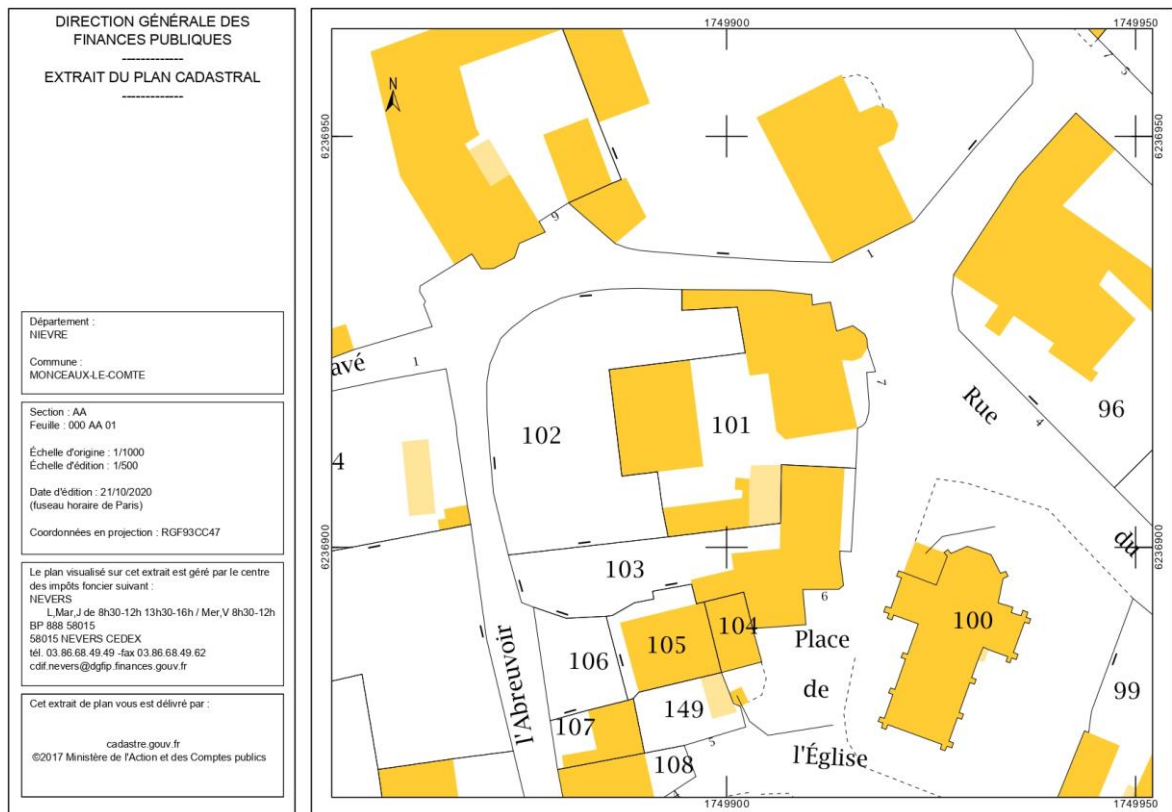 DIRECTION GÉNÉRALE DES
FINANCES PUBLIQUES
-------------
EXTRAIT DU PLAN CADASTRAL
-------------
Département :
NIEVRE
Commune :
MONCEAUX-LE-COMTE
Section : AA
Feuille : 000 AA 01
Échelle d'origine : 1/1000
Échelle d'édition : 1/500
Date d'édition : 21/10/2020
(fuseau horaire de Paris)
Coordonnées en projection : RGF93CC47
Le plan visualisé sur cet extrait est géré par le centre
des impôts foncier suivant :
NEVERS
L,Mar,J de 8h30-12h 13h30-16h / Mer,V 8h30-12h
BP 888 58015
58015 NEVERS CEDEX
tél. 03.86.68.49.49 -fax 03.86.68.49.62
cdif.nevers@dgfip.finances.gouv.fr
Cet extrait de plan vous est délivré par :
cadastre.gouv.fr
©2017 Ministère de l'Action et des Comptes publics
1749900
1749950
N
7
3
6236950
6236950
9
1
avé
1
7
Rue
96
4
102
101
4
6236900
6236900
du
103
6
104
105
106
100
Place
de
l'Église
l'Abreuvoir
149
99
107
5
108
1749900
1749950